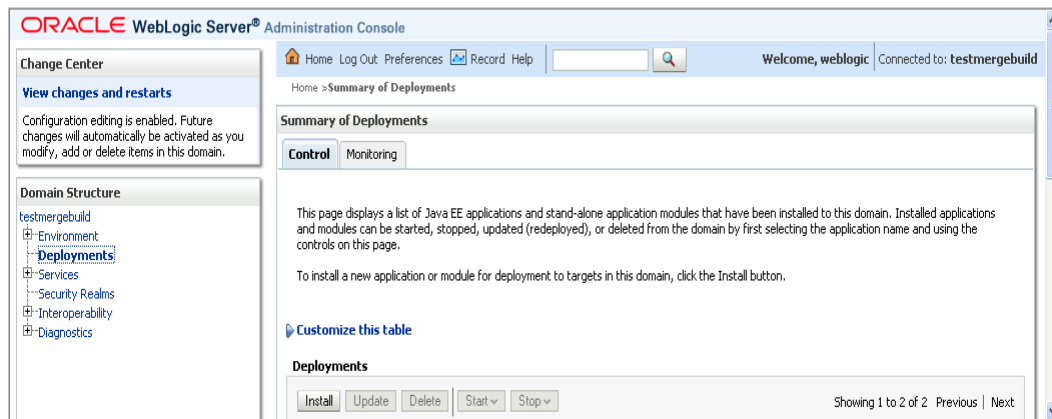 ORACLE WebLogic Server® Administration Console
Change Center
View changes and restarts
Configuration editing is enabled. Future
changes will automatically be activated as you
modify, add or delete items in this domain.
Domain Structure
testmergebuild
Environment
Deployments
Services
Security Realms
Interoperability
Diagnostics
Home Log Out Preferences Record Help
Welcome, weblogic Connected to: testmergebuild
Home >Summary of Deployments
Summary of Deployments
Control Monitoring
This page displays a list of Java EE applications and stand-alone application modules that have been installed to this domain. Installed applications
and modules can be started, stopped, updated (redeployed), or deleted from the domain by first selecting the application name and using the
controls on this page.
To install a new application or module for deployment to targets in this domain, click the Install button.
Customize this table
Deployments
Install Update Delete Start Stop Showing 1 to 2 of 2 Previous | Next